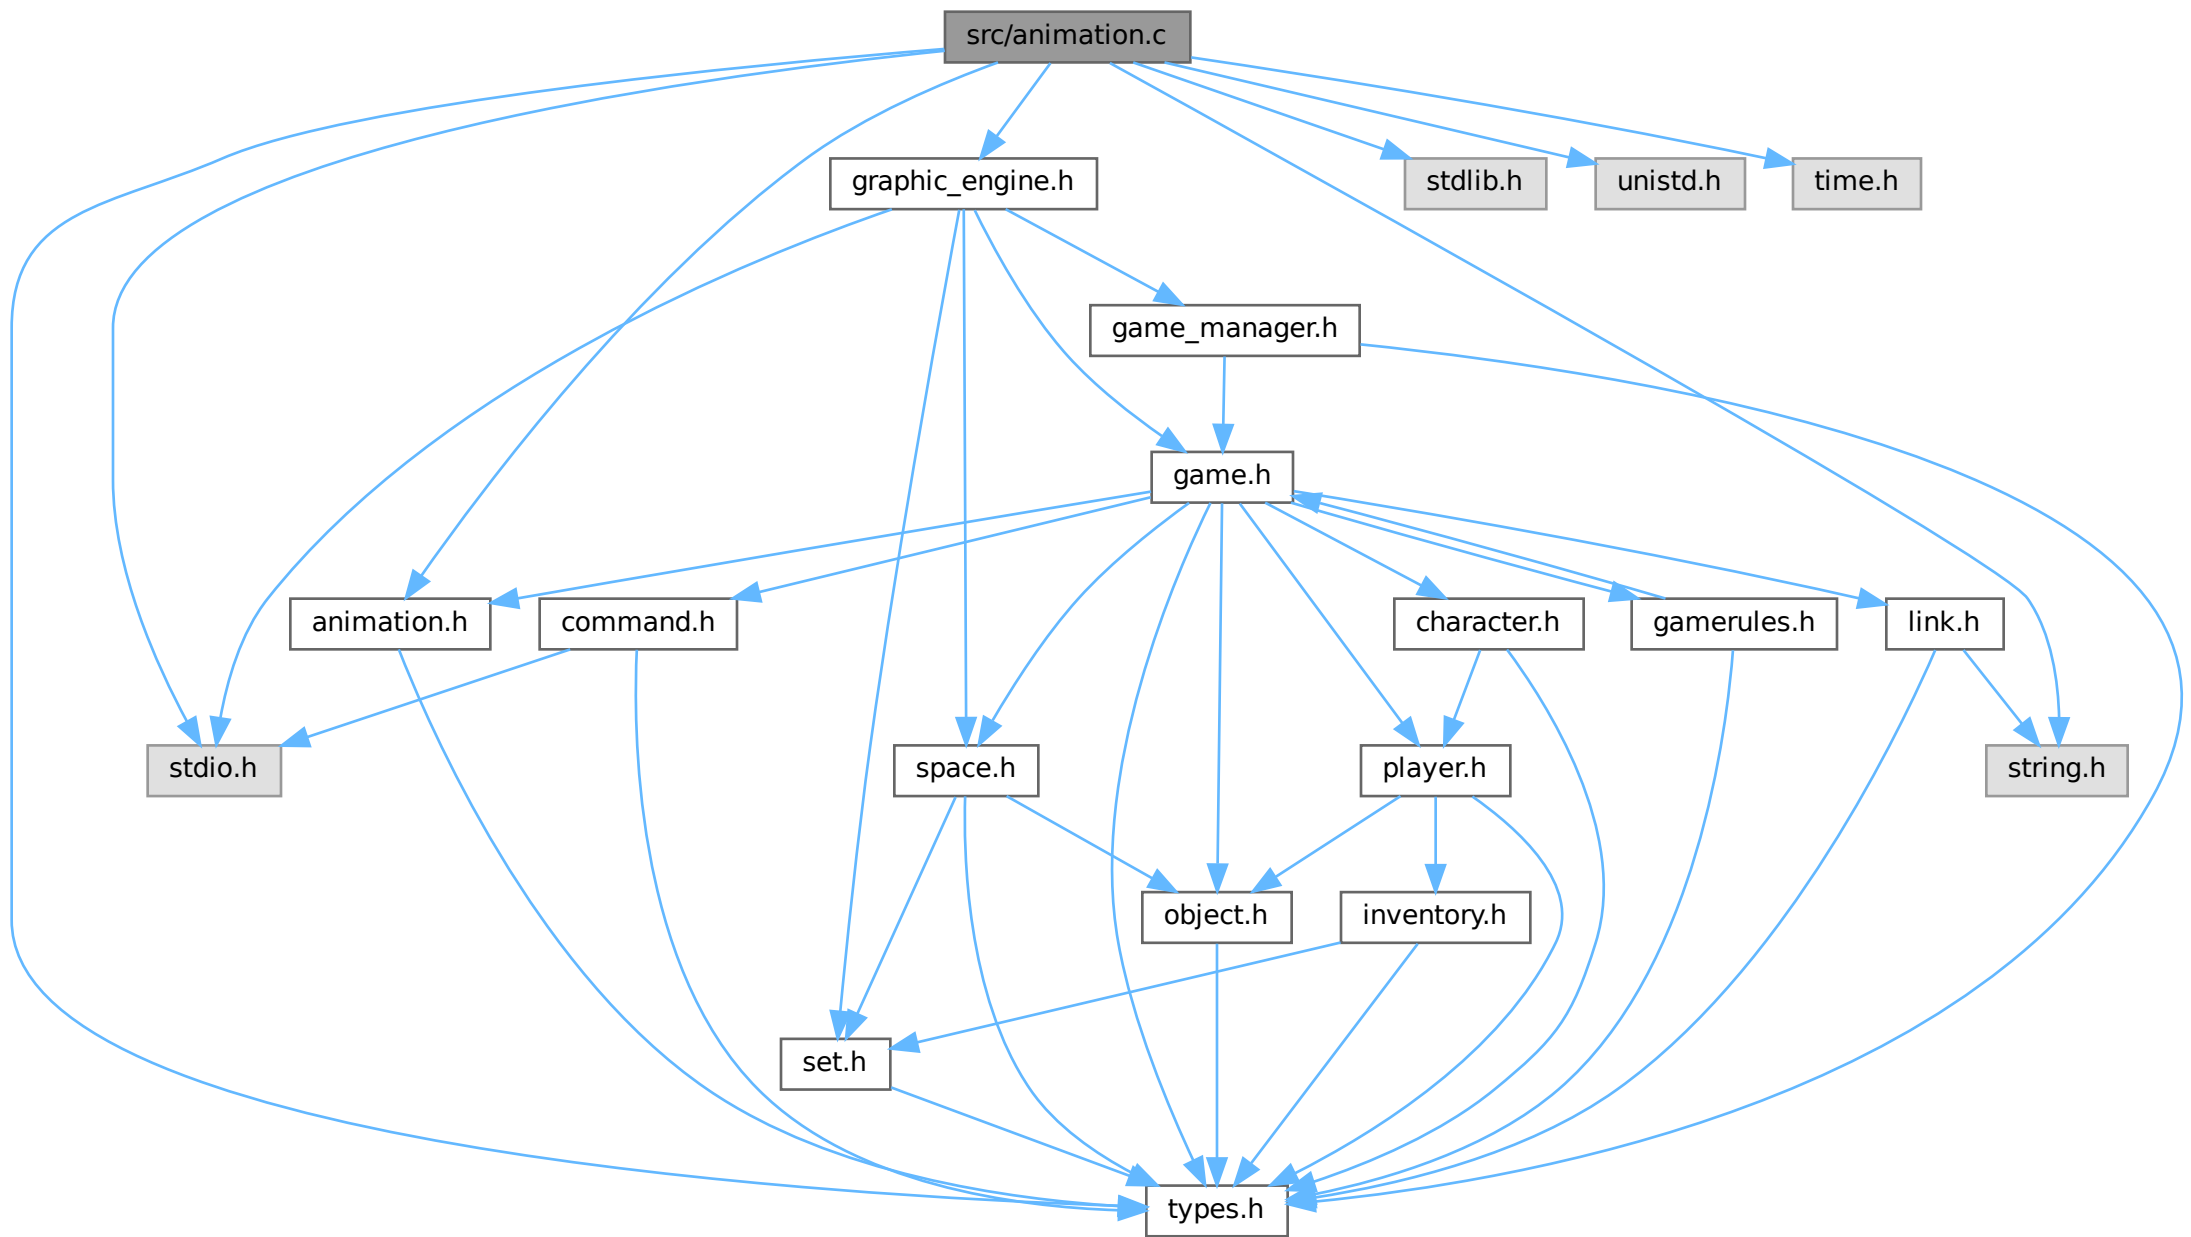 src/animation.c
graphic_engine.h
stdlib.h
unistd.h
time.h
game_manager.h
game.h
animation.h
command.h
character.h
gamerules.h
link.h
stdio.h
space.h
player.h
string.h
object.h
inventory.h
set.h
types.h